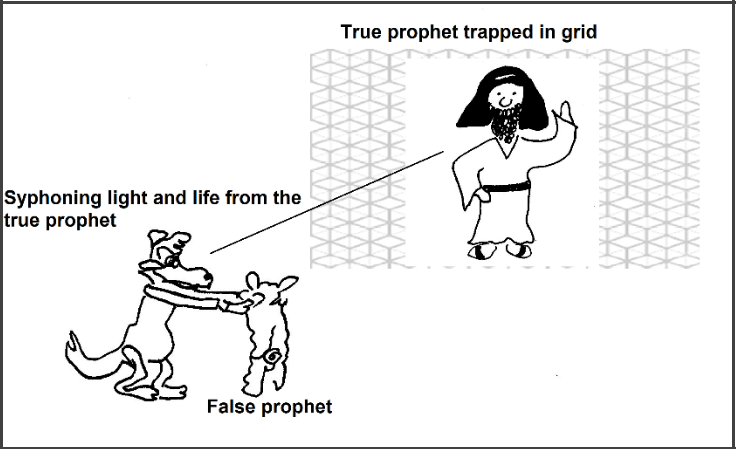 True prophet trapped in grid
Syphoning light and life from the
true prophet
False prophet